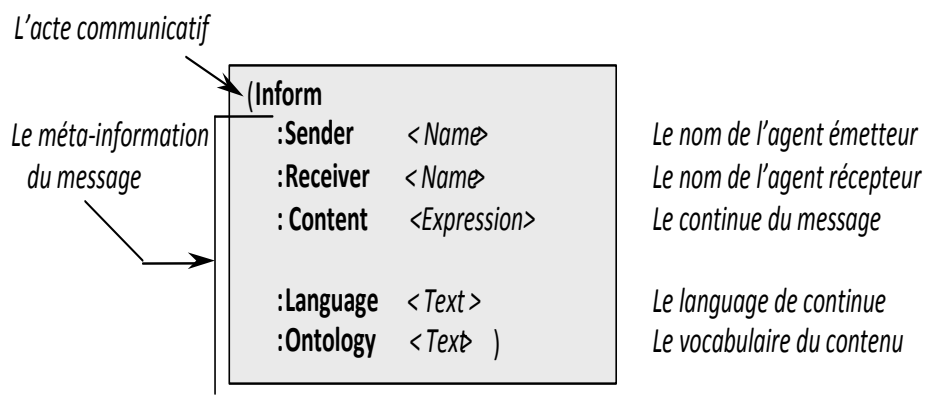 L'acte communicatif
(Inform
Le méta-information
du message
:Sender <Name>
:Receiver <Name>
: Content <Expression>
:Language <Text >
:Ontology <Text> )
Le nom de l'agent émetteur
Le nom de l'agent récepteur
Le continue du message
Le language de continue
Le vocabulaire du contenu